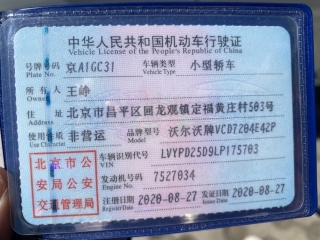 中华人民共和国机动车行驶证
Vehicle License of the People's Republic of China
号牌号码 京A1GC31 车辆类型 小型轿车
Plate No. Vehicle Type
所有人 王峥
Owner
住址 北京市昌平区回龙观镇定福黄庄村503号
Address
使用性质 非营运 品牌型号 沃尔沃牌VCD7204E42P
Use Character Model
北京市公安局公安交通管理局
车辆识别代号 LVYPD25D9LP175703
VIN
发动机号码 7527034
Engine No.
注册日期 2020-08-27 发证日期 2020-08-27
Register Date Issue Date